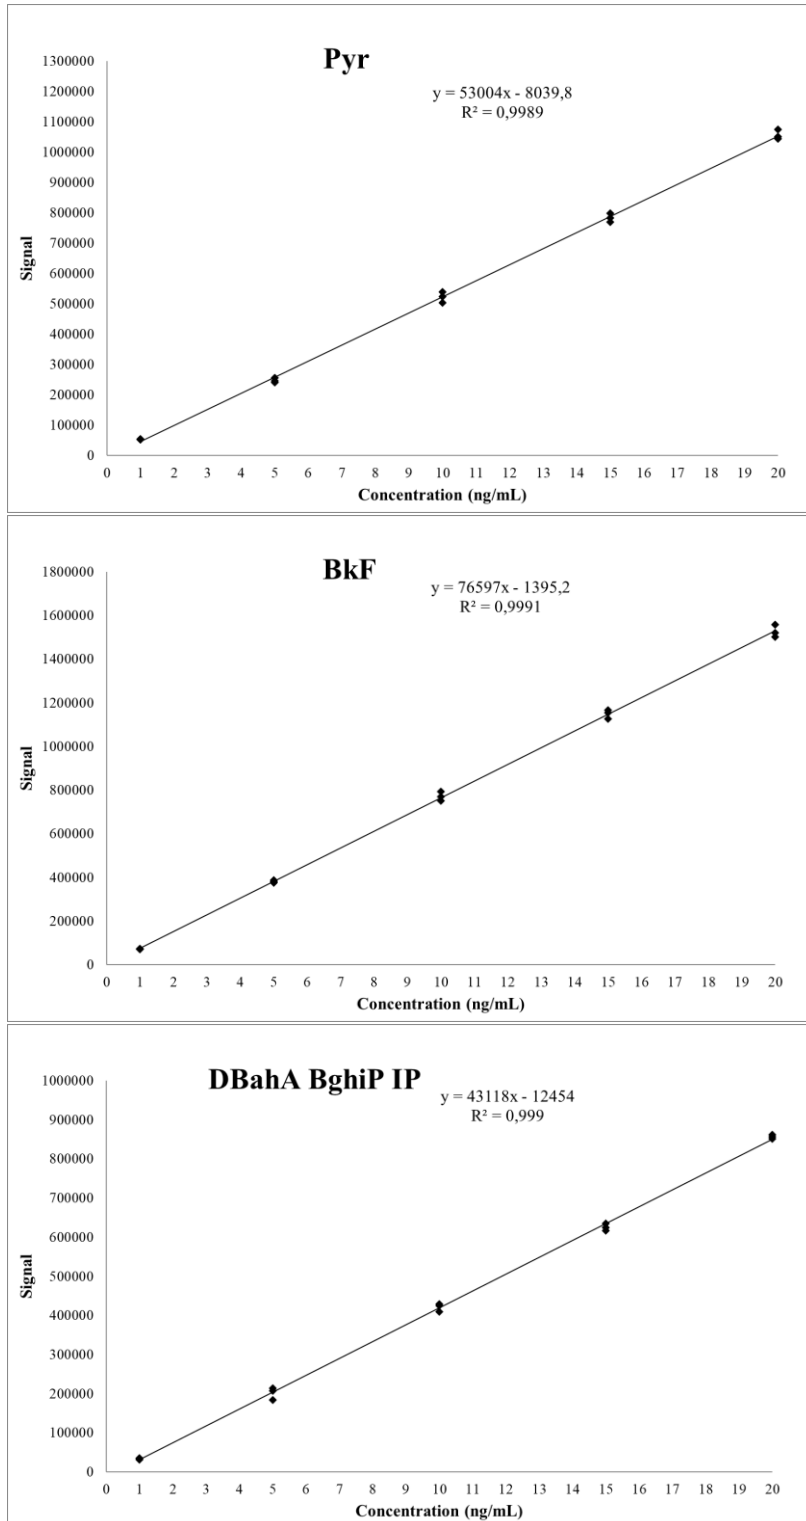 Pyr
y = 53004x - 8039,8
R² = 0,9989
1300000
1200000
1100000
1000000
900000
800000
700000
600000
500000
400000
300000
200000
100000
0
Signal
0 1 2 3 4 5 6 7 8 9 10 11 12 13 14 15 16 17 18 19 20
Concentration (ng/mL)
BkF
y = 76597x - 1395,2
R² = 0,9991
1800000
1600000
1400000
1200000
1000000
800000
600000
400000
200000
0
Signal
0 1 2 3 4 5 6 7 8 9 10 11 12 13 14 15 16 17 18 19 20
Concentration (ng/mL)
DBahA BghiP IP
y = 43118x - 12454
R² = 0,999
1000000
900000
800000
700000
600000
500000
400000
300000
200000
100000
0
Signal
0 1 2 3 4 5 6 7 8 9 10 11 12 13 14 15 16 17 18 19 20
Concentration (ng/mL)